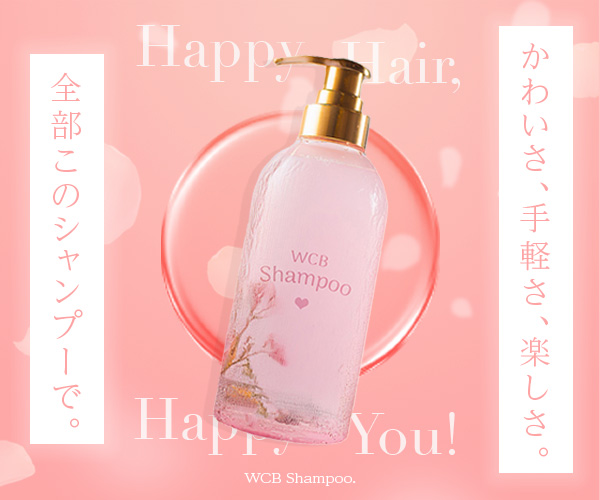 Happy Hair,
かわいさ、手軽さ、楽しさ。
全部このシャンプーで。
WCB
Shampoo
Happy You!
WCB Shampoo.